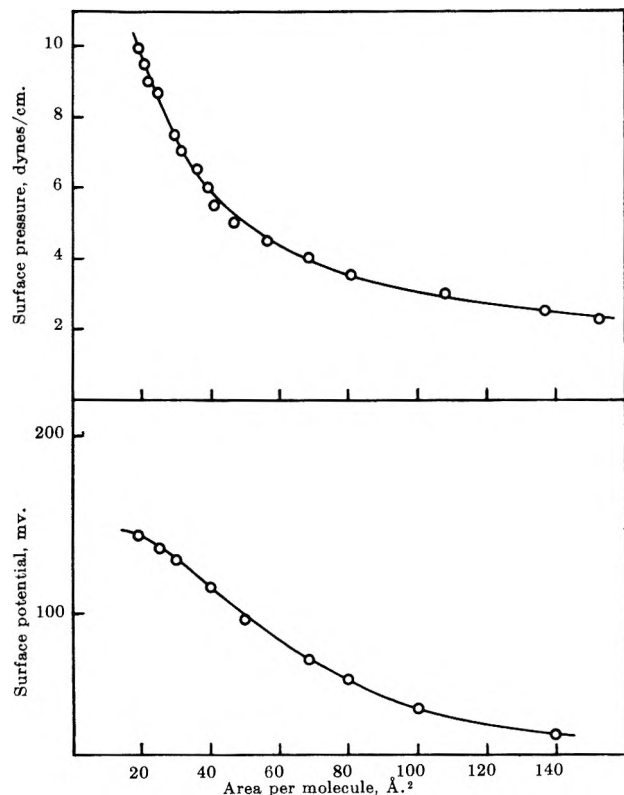 10
8
6
4
2
Surface pressure, dynes/cm.
200
100
Surface potential, mv.
20 40 60 80 100 120 140
Area per molecule, Å.²